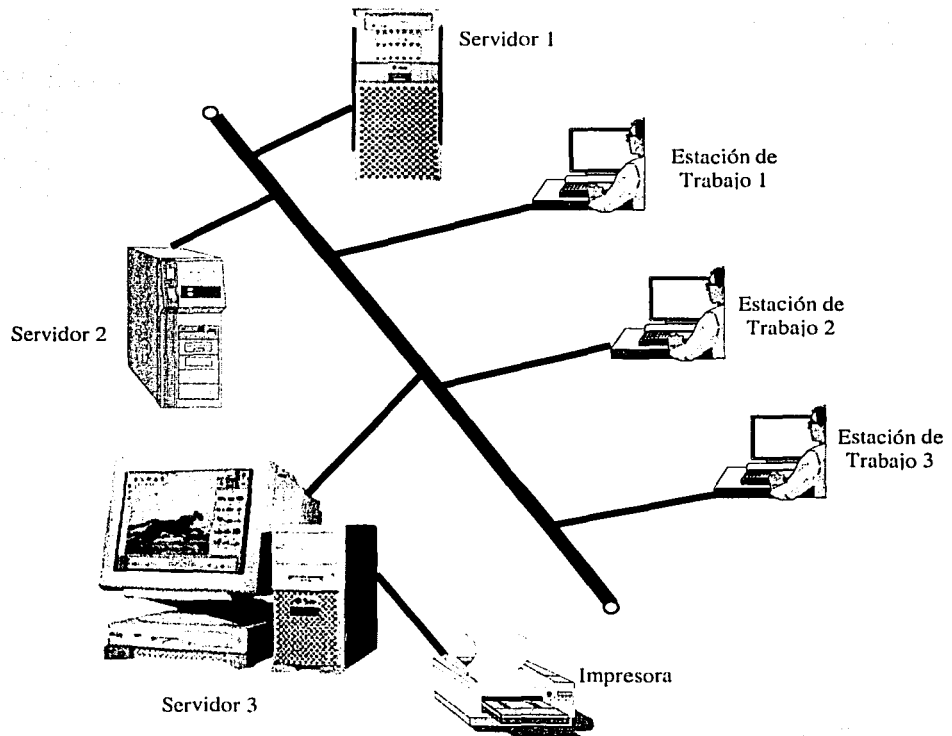 Servidor 1
Estación de
Trabajo 1
Servidor 2
Estación de
Trabajo 2
Estación de
Trabajo 3
Servidor 3
Impresora